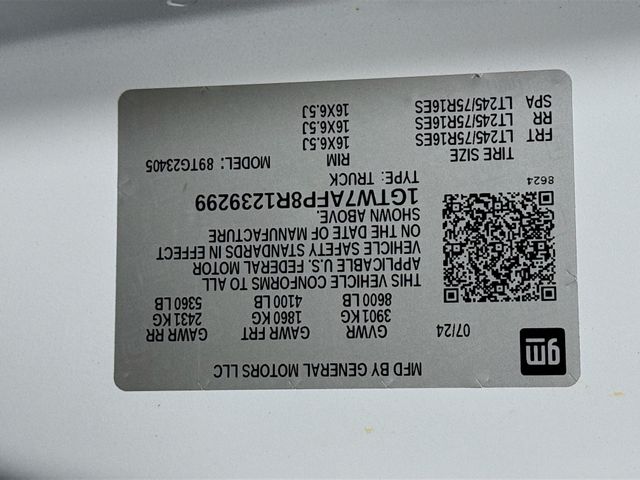 gm
MFD BY GENERAL MOTORS LLC
07/24 GVWR GAWR FRT GAWR RR
3901 KG 1860 KG 2431 KG
8600 LB 4100 LB 5360 LB
THIS VEHICLE CONFORMS TO ALL
APPLICABLE U.S. FEDERAL MOTOR
VEHICLE SAFETY STANDARDS IN EFFECT
ON THE DATE OF MANUFACTURE
SHOWN ABOVE.
1GTW7AFP8R1239299
8624 TYPE: TRUCK MODEL: 89TG23405
TIRE SIZE RIM
FRT LT245/75R16ES 16X6.5J
RR LT245/75R16ES 16X6.5J
SPA LT245/75R16ES 16X6.5J